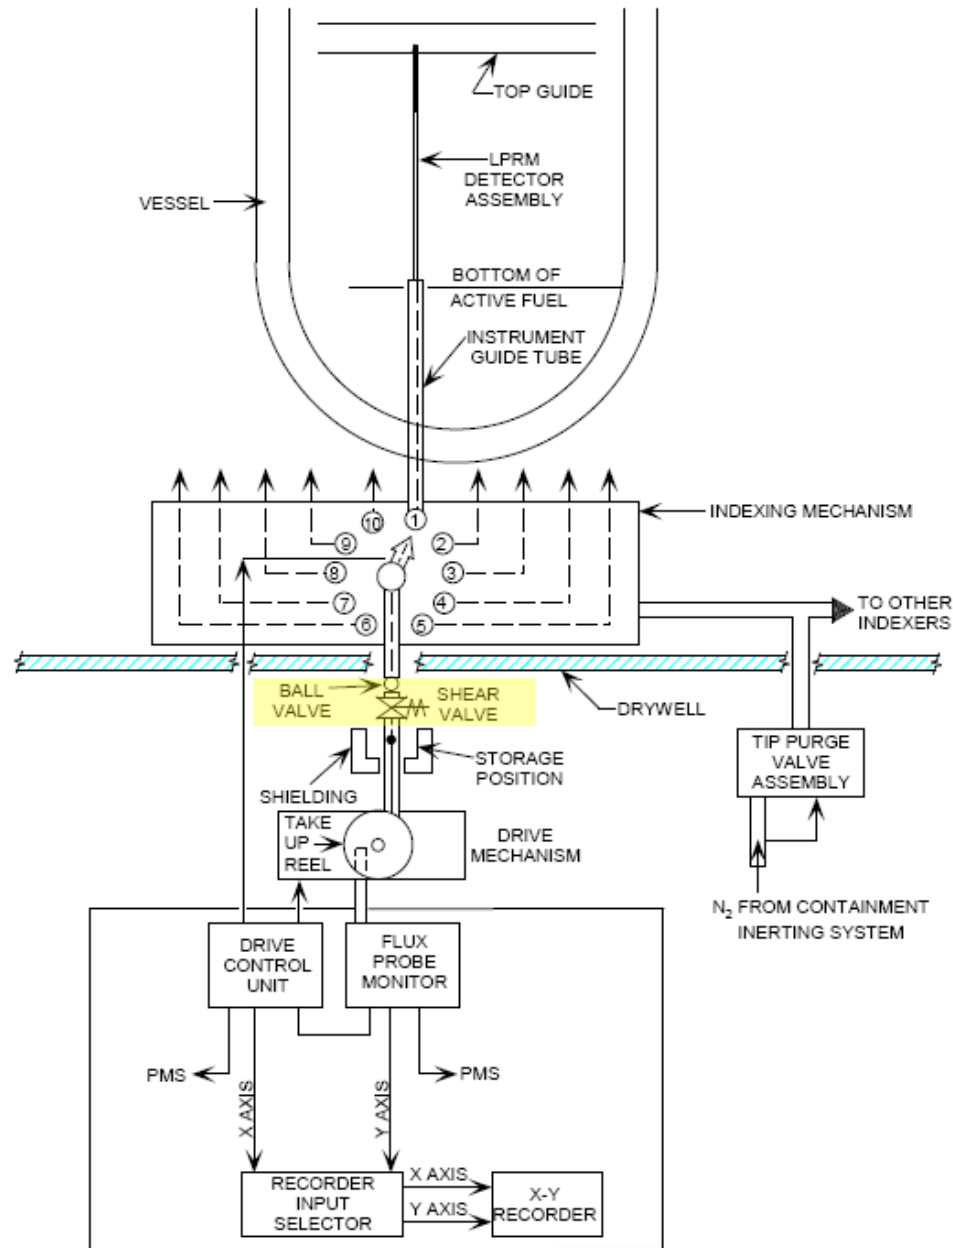 TOP GUIDE
LPRM
DETECTOR
ASSEMBLY
VESSEL
BOTTOM OF
ACTIVE FUEL
INSTRUMENT
GUIDE TUBE
INDEXING MECHANISM
10
1
9
2
8
3
7
4
6
5
TO OTHER
INDEXERS
BALL
VALVE
SHEAR
VALVE
DRYWELL
STORAGE
POSITION
SHIELDING
TIP PURGE
VALVE
ASSEMBLY
TAKE
UP
REEL
DRIVE
MECHANISM
N2 FROM CONTAINMENT
INERTING SYSTEM
DRIVE
CONTROL
UNIT
FLUX
PROBE
MONITOR
PMS
PMS
X AXIS
Y AXIS
RECORDER
INPUT
SELECTOR
X AXIS
Y AXIS
X-Y
RECORDER